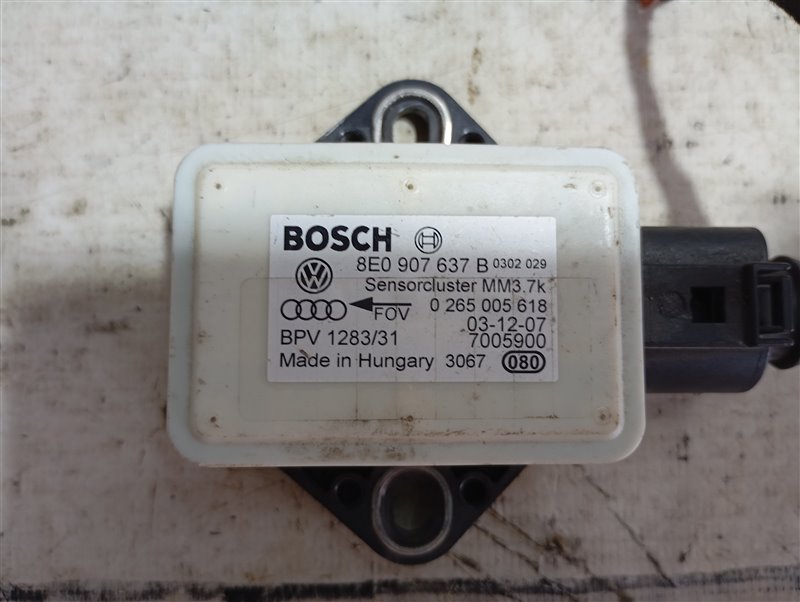 BOSCH
8E0 907 637 B 0302 029
Sensorcluster MM3.7k
FOV 0 265 005 618
03-12-07
BPV 1283/31 7005900
Made in Hungary 3067 080